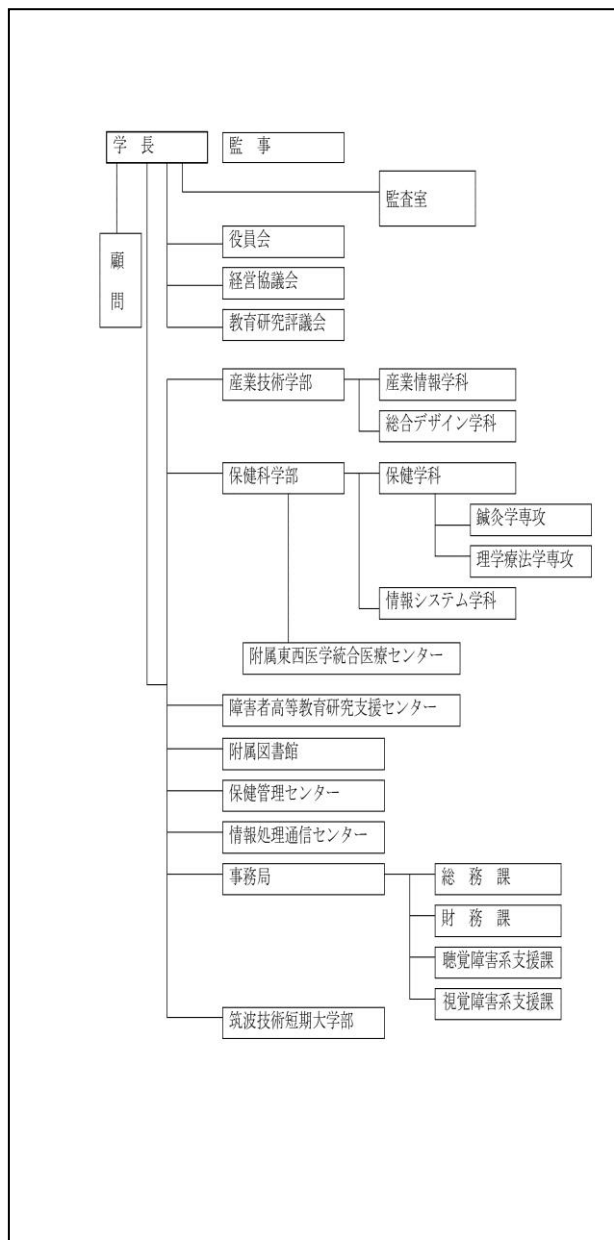 学　長
監　事
監査室
顧問
役員会
経営協議会
教育研究評議会
産業技術学部
産業情報学科
総合デザイン学科
保健科学部
保健学科
鍼灸学専攻
理学療法学専攻
情報システム学科
附属東西医学統合医療センター
障害者高等教育研究支援センター
附属図書館
保健管理センター
情報処理通信センター
事務局
総　務　課
財　務　課
聴覚障害系支援課
視覚障害系支援課
筑波技術短期大学部